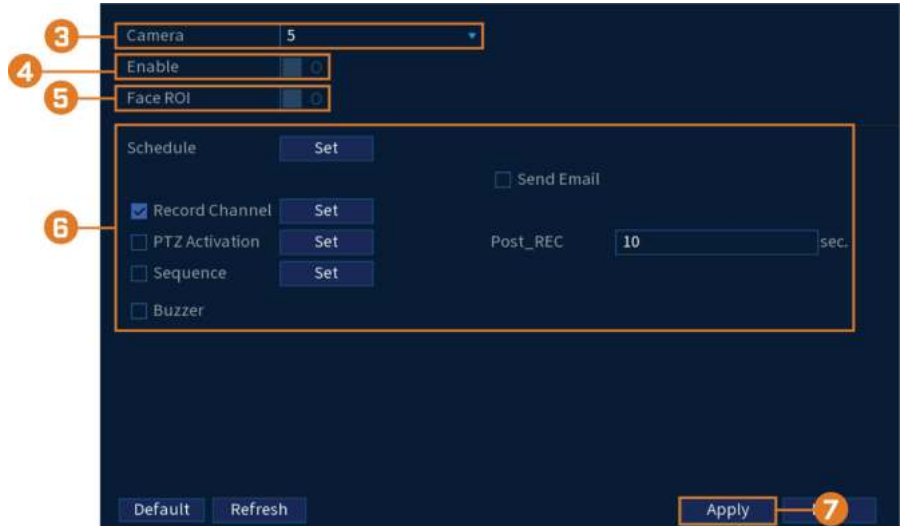 3 Camera 5
4 Enable
5 Face ROI
Schedule Set
Send Email
6 Record Channel Set
PTZ Activation Set Post_REC 10 sec.
Sequence Set
Buzzer
Default Refresh Apply 7